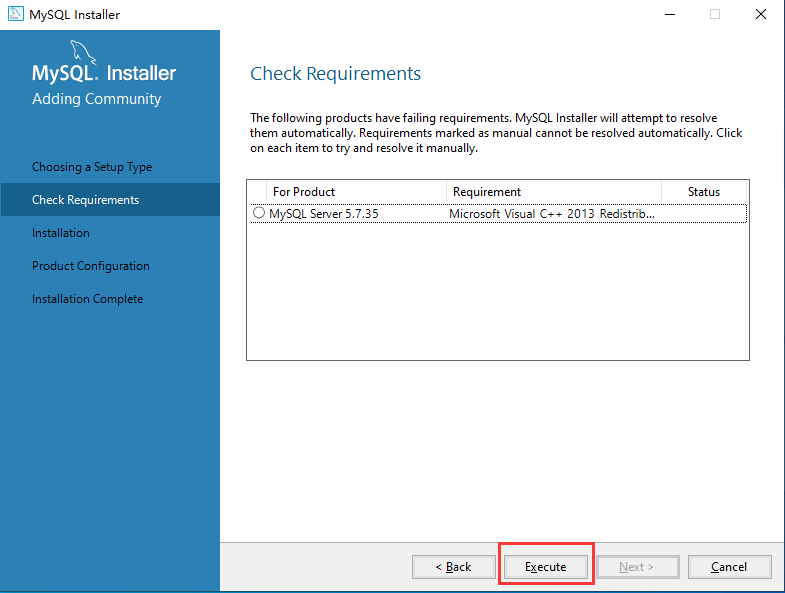 MySQL Installer
MySQL. Installer
Adding Community
Choosing a Setup Type
Check Requirements
Installation
Product Configuration
Installation Complete
Check Requirements
The following products have failing requirements. MySQL Installer will attempt to resolve
them automatically. Requirements marked as manual cannot be resolved automatically. Click
on each item to try and resolve it manually.
For Product Requirement Status
MySQL Server 5.7.35 Microsoft Visual C++ 2013 Redistrib...
< Back Execute Next > Cancel